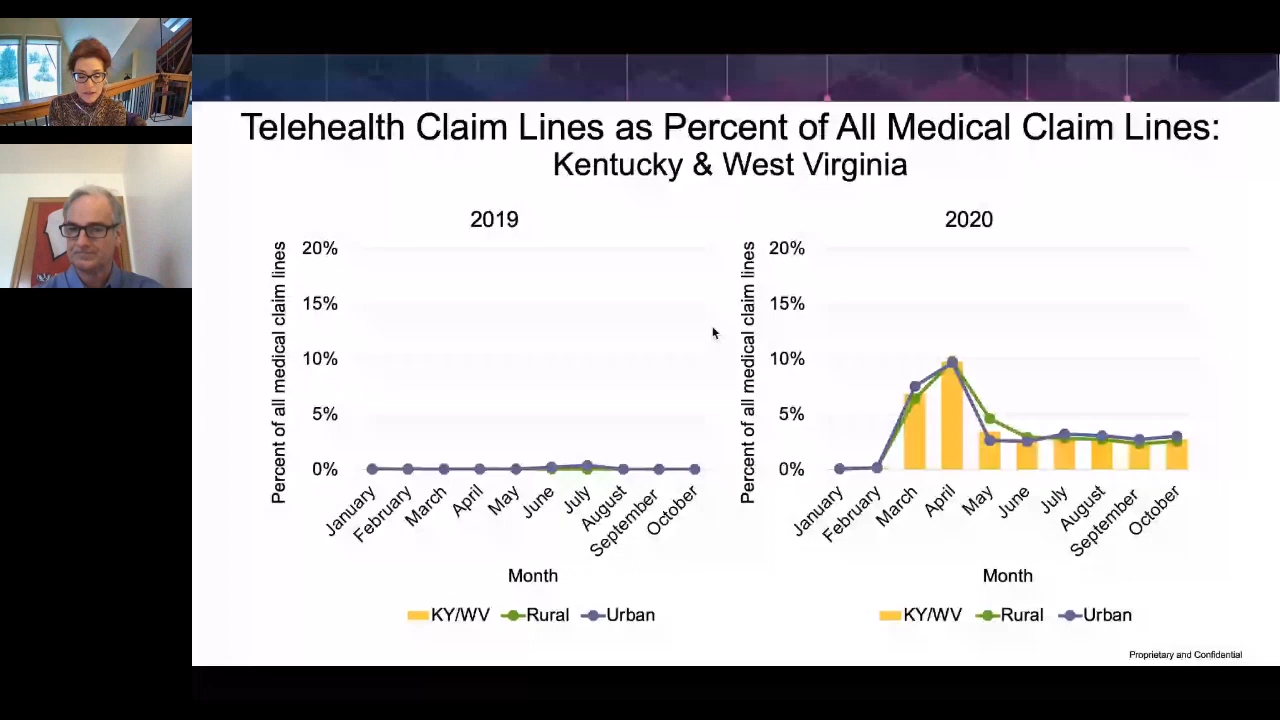 Telehealth Claim Lines as Percent of All Medical Claim Lines:
Kentucky & West Virginia
2019
Percent of all medical claim lines
20%
15%
10%
5%
0%
January
February
March
April
May
June
July
August
September
October
Month
KY/WV Rural Urban
2020
Percent of all medical claim lines
20%
15%
10%
5%
0%
January
February
March
April
May
June
July
August
September
October
Month
KY/WV Rural Urban
Proprietary and Confidential